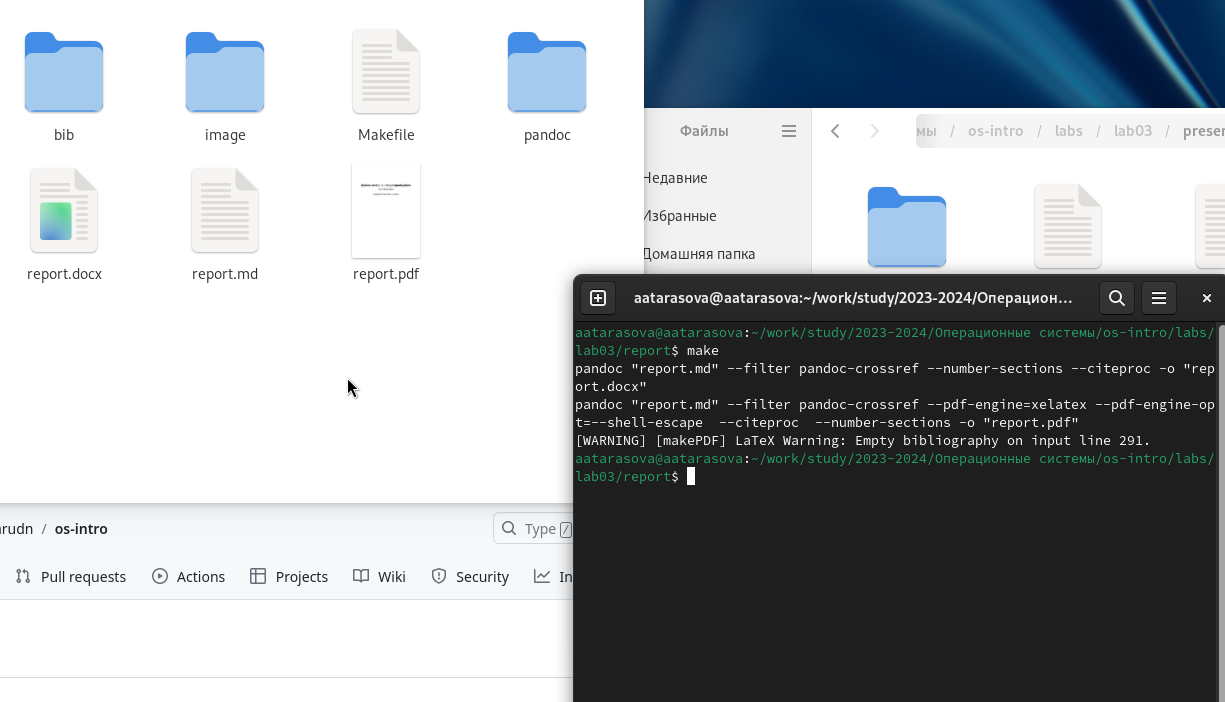 bib
image
Makefile
pandoc
report.docx
report.md
report.pdf
Файлы
мы / os-intro / labs / lab03 /
Недавние
Избранные
Домашняя папка
aatarasova@aatarasova:~/work/study/2023-2024/Операцион...
aatarasova@aatarasova:~/work/study/2023-2024/Операционные системы/os-intro/labs/
lab03/report$ make
pandoc "report.md" --filter pandoc-crossref --number-sections --citeproc -o "rep
ort.docx"
pandoc "report.md" --filter pandoc-crossref --pdf-engine=xelatex --pdf-engine-op
t=--shell-escape  --citeproc  --number-sections -o "report.pdf"
[WARNING] [makePDF] LaTeX Warning: Empty bibliography on input line 291.
aatarasova@aatarasova:~/work/study/2023-2024/Операционные системы/os-intro/labs/
lab03/report$
arudn / os-intro
Type /
Pull requests
Actions
Projects
Wiki
Security
In